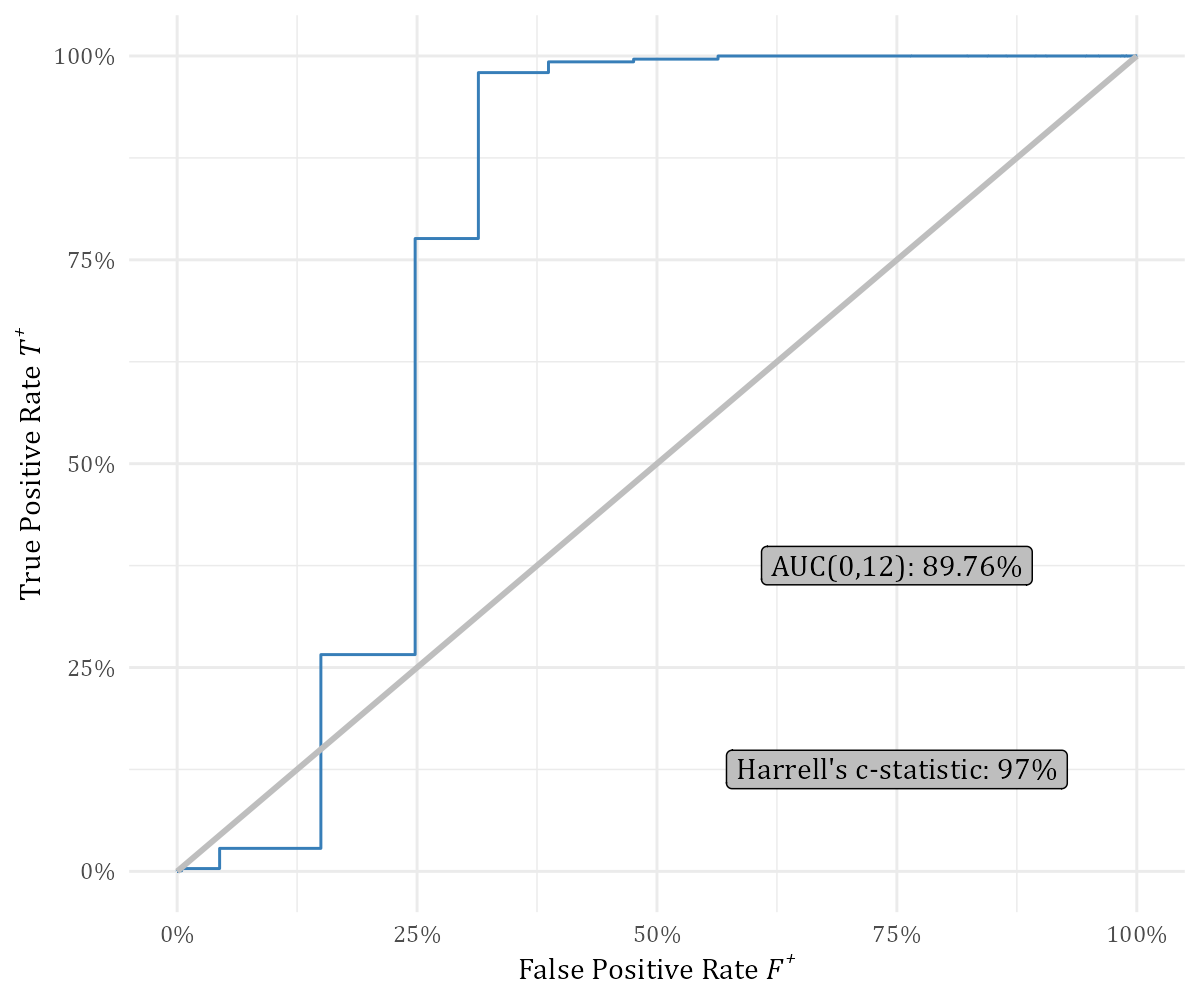 100%
75%
50%
25%
0%
True Positive Rate T⁺
AUC(0,12): 89.76%
Harrell's c-statistic: 97%
0%
25%
50%
75%
100%
False Positive Rate F⁺